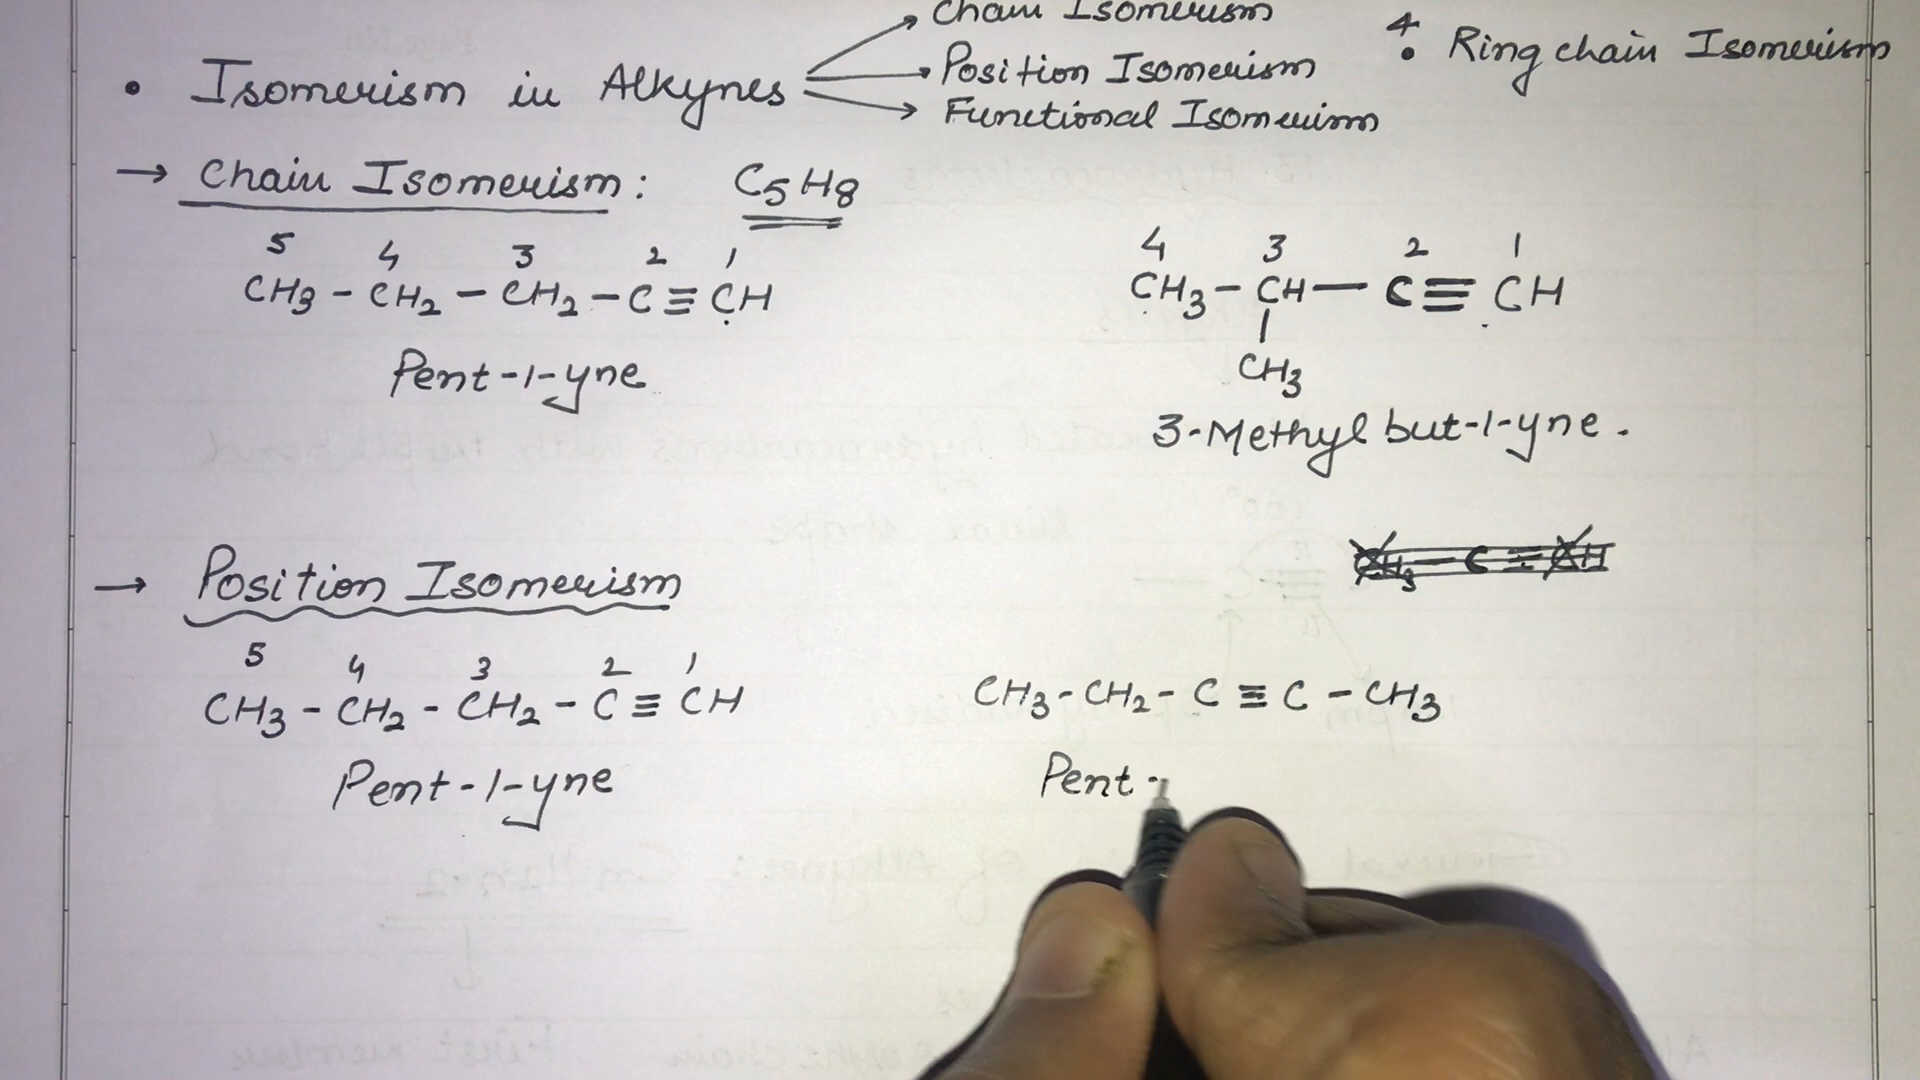 Chain Isomerism
4
• Isomerism in Alkynes Position Isomerism • Ring chain Isomerism
Functional Isomerism
→ Chain Isomerism: C5H8
5 4 3 2 1 4 3 2 1
CH3 - CH2 - CH2 - C ≡ CH CH3 - CH - C ≡ CH
CH3
Pent-1-yne
3-Methyl but-1-yne.
CH3 - C ≡ CH
→ Position Isomerism
5 4 3 2 1
CH3 - CH2 - CH2 - C ≡ CH CH3 - CH2 - C ≡ C - CH3
Pent-1-yne Pent -